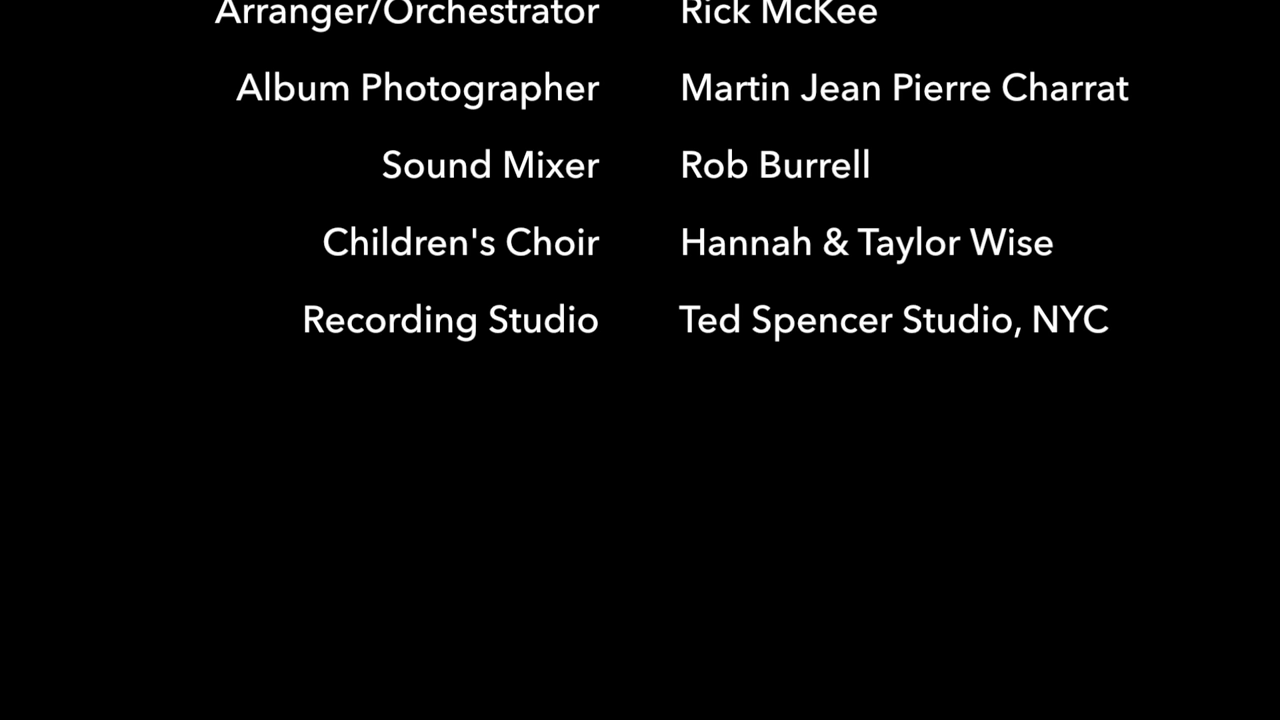 Arranger/Orchestrator Rick McKee
Album Photographer Martin Jean Pierre Charrat
Sound Mixer Rob Burrell
Children's Choir Hannah & Taylor Wise
Recording Studio Ted Spencer Studio, NYC